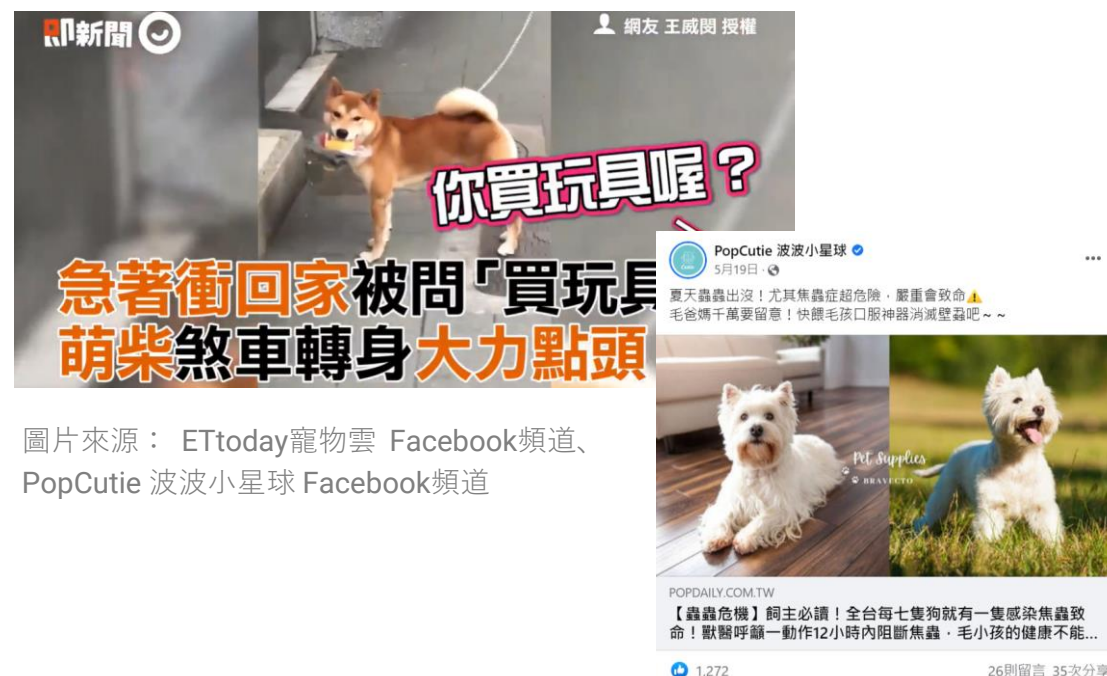 即新聞
網友 王威閔 授權
你買玩具喔？
急著衝回家被問「買玩具
萌柴煞車轉身大力點頭
圖片來源： ETtoday寵物雲 Facebook頻道、
PopCutie 波波小星球 Facebook頻道
PopCutie 波波小星球
5月19日
夏天蟲蟲出沒！尤其焦蟲症超危險，嚴重會致命
毛爸媽千萬要留意！快餵毛孩口服神器消滅壁蝨吧~ ~
Pet Supplies
BRAVECTO
POPDAILY.COM.TW
【蟲蟲危機】飼主必讀！全台每七隻狗就有一隻感染焦蟲致
命！獸醫呼籲一動作12小時內阻斷焦蟲，毛小孩的健康不能...
1,272
26則留言 35次分享